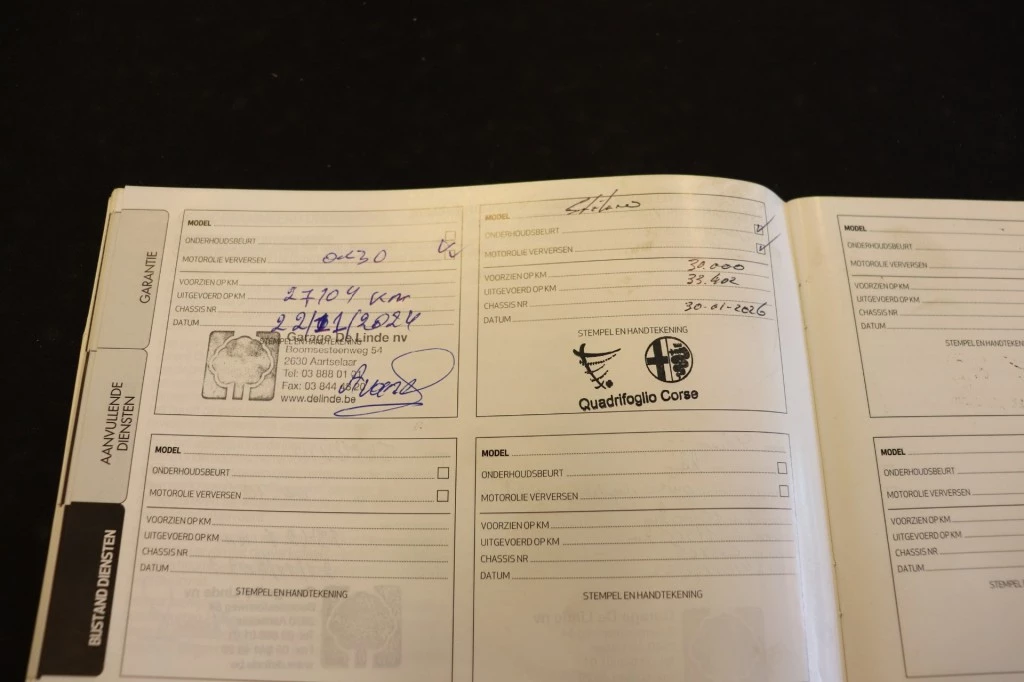 GARANTIE
AANVULLENDE
DIENSTEN
BIJSTAND DIENSTEN
MODEL
ONDERHOUDSBEURT
MOTOROLIE VERVERSEN 0W30
VOORZIEN OP KM
UITGEVOERD OP KM 27104 km
CHASSIS NR
DATUM 22/11/2024
STEMPEL EN HANDTEKENING
Garage De Linde nv
Boomsesteenweg 54
2630 Aartselaar
Tel: 03 888 01
Fax: 03 844
www.delinde.be
MODEL
ONDERHOUDSBEURT
MOTOROLIE VERVERSEN
VOORZIEN OP KM 30.000
UITGEVOERD OP KM 33.402
CHASSIS NR
DATUM 30-01-2026
STEMPEL EN HANDTEKENING
Quadrifoglio Corse
MODEL
ONDERHOUDSBEURT
MOTOROLIE VERVERSEN
VOORZIEN OP KM
UITGEVOERD OP KM
CHASSIS NR
DATUM
MODEL
ONDERHOUDSBEURT
MOTOROLIE VERVERSEN
VOORZIEN OP KM
UITGEVOERD OP KM
CHASSIS NR
DATUM
STEMPEL EN HANDTEKENING
MODEL
ONDERHOUDSBEURT
MOTOROLIE VERVERSEN
VOORZIEN OP KM
UITGEVOERD OP KM
CHASSIS NR
DATUM
STEMPEL EN HANDTEKENING
MODEL
ONDERHOUDSBEURT
MOTOROLIE VERVERSEN
VOORZIEN OP KM
UITGEVOERD OP KM
CHASSIS NR
DATUM